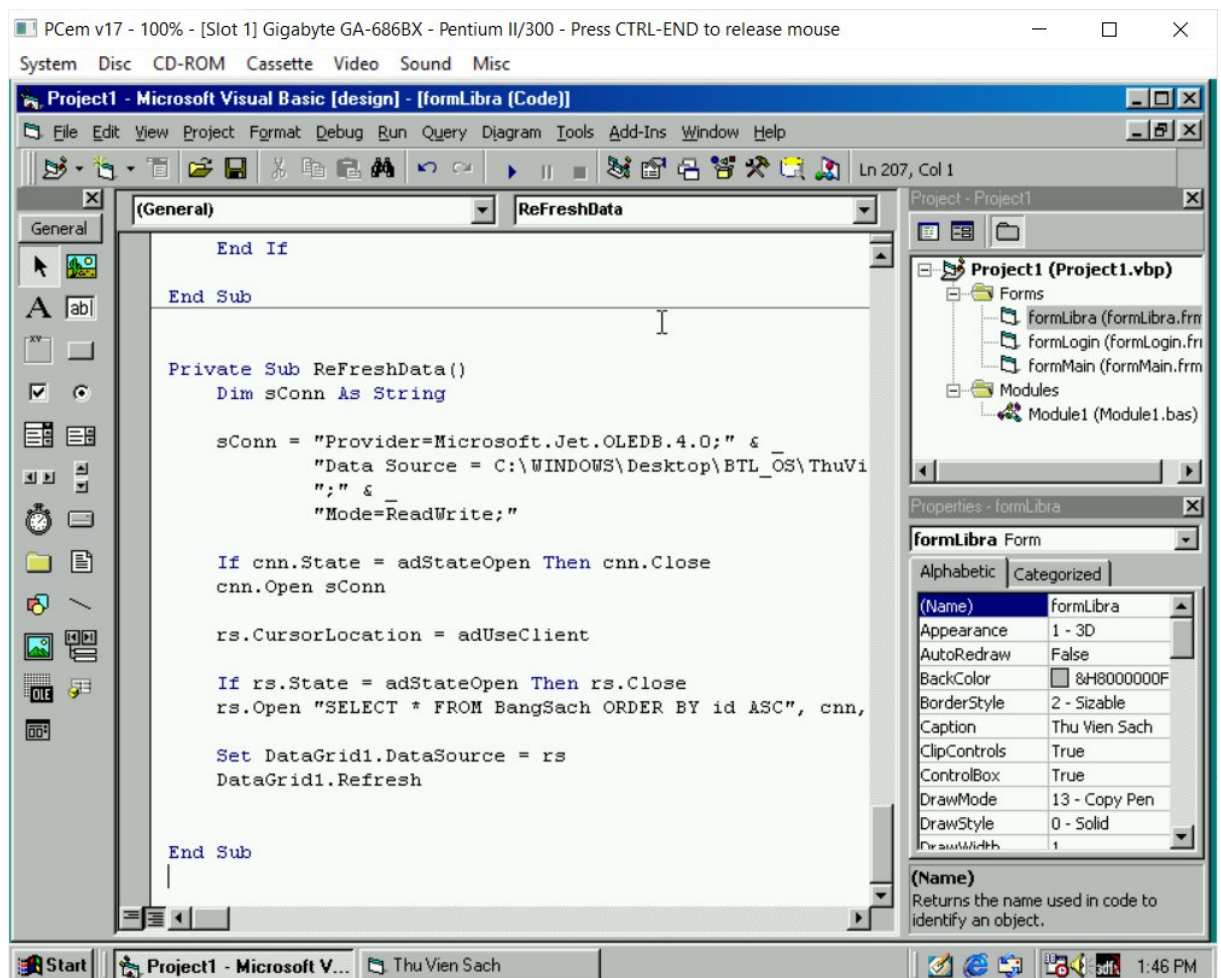 PCem v17 - 100% - [Slot 1] Gigabyte GA-686BX - Pentium II/300 - Press CTRL-END to release mouse
System Disc CD-ROM Cassette Video Sound Misc
Project1 - Microsoft Visual Basic [design] - [formLibra (Code)]
File Edit View Project Format Debug Run Query Diagram Tools Add-Ins Window Help
Ln 207, Col 1
General
(General) ReFreshData
End If
End Sub
Private Sub ReFreshData()
Dim sConn As String
sConn = "Provider=Microsoft.Jet.OLEDB.4.0;" & _
"Data Source = C:\WINDOWS\Desktop\BTL_OS\ThuVi
";" & _
"Mode=ReadWrite;"
If cnn.State = adStateOpen Then cnn.Close
cnn.Open sConn
rs.CursorLocation = adUseClient
If rs.State = adStateOpen Then rs.Close
rs.Open "SELECT * FROM BangSach ORDER BY id ASC", cnn,
Set DataGrid1.DataSource = rs
DataGrid1.Refresh
End Sub
Project - Project1
Project1 (Project1.vbp)
Forms
formLibra (formLibra.frm
formLogin (formLogin.fr
formMain (formMain.frm
Modules
Module1 (Module1.bas)
Properties - formLibra
formLibra Form
Alphabetic Categorized
(Name) formLibra
Appearance 1 - 3D
AutoRedraw False
BackColor &H8000000F
BorderStyle 2 - Sizable
Caption Thu Vien Sach
ClipControls True
ControlBox True
DrawMode 13 - Copy Pen
DrawStyle 0 - Solid
DrawWidth 1
(Name)
Returns the name used in code to
identify an object.
Start Project1 - Microsoft V... Thu Vien Sach 1:46 PM